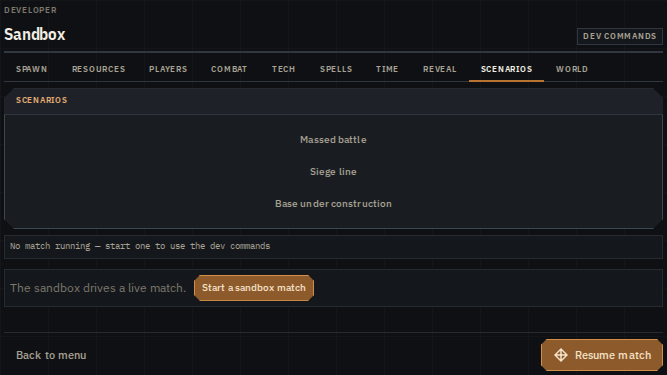 DEVELOPER
Sandbox
DEV COMMANDS
SPAWN RESOURCES PLAYERS COMBAT TECH SPELLS TIME REVEAL SCENARIOS WORLD
SCENARIOS
Massed battle
Siege line
Base under construction
No match running — start one to use the dev commands
The sandbox drives a live match. Start a sandbox match
Back to menu
Resume match